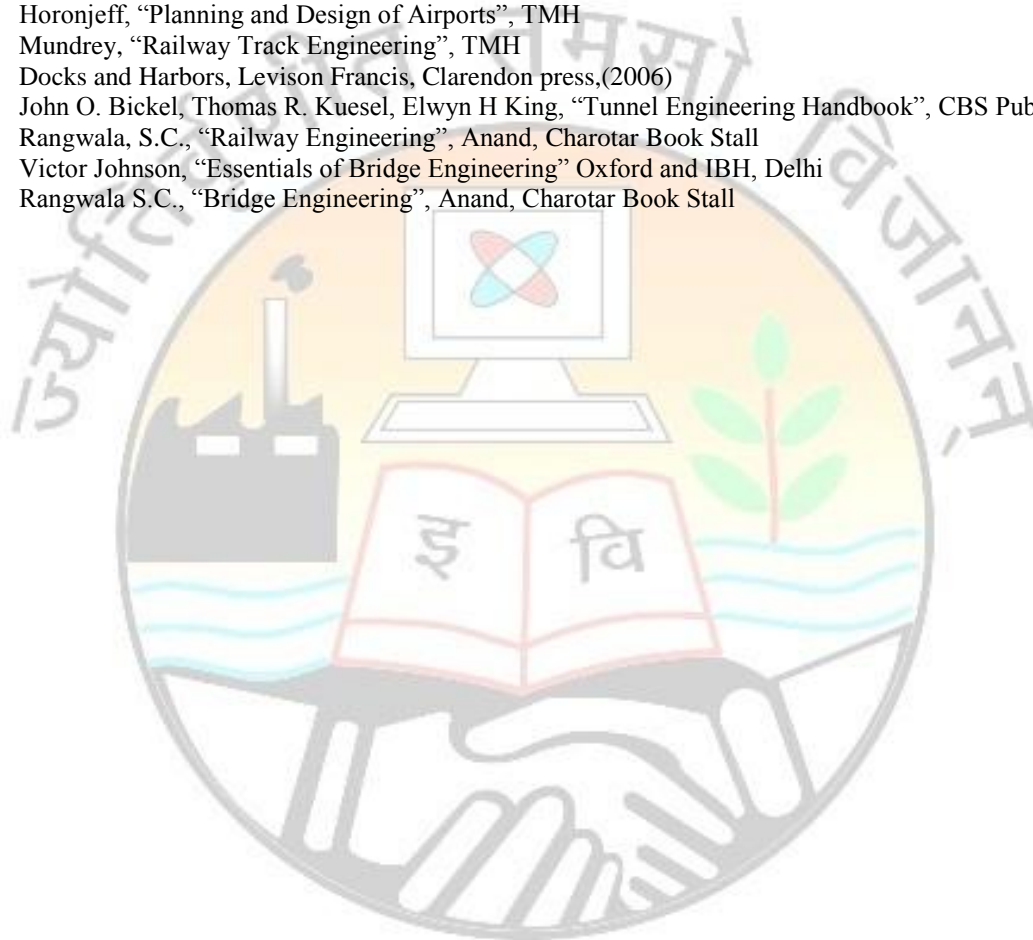 Horonjeff, “Planning and Design of Airports”, TMH
Mundrey, “Railway Track Engineering”, TMH
Docks and Harbors, Levison Francis, Clarendon press,(2006)
John O. Bickel, Thomas R. Kuesel, Elwyn H King, “Tunnel Engineering Handbook”, CBS Pub
Rangwala, S.C., “Railway Engineering”, Anand, Charotar Book Stall
Victor Johnson, “Essentials of Bridge Engineering” Oxford and IBH, Delhi
Rangwala S.C., “Bridge Engineering”, Anand, Charotar Book Stall
ज्योतिर्वृणीत तमसो विजानन्
इ वि